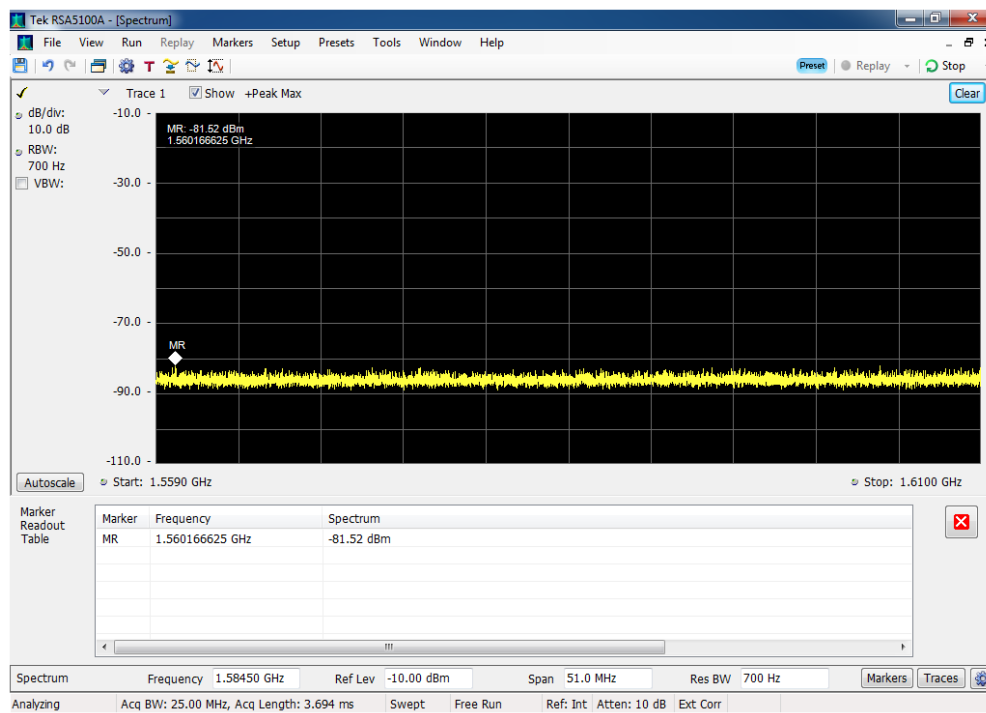 Tek RSA5100A - [Spectrum]
File View Run Replay Markers Setup Presets Tools Window Help
T Preset Replay Stop
Trace 1 Show +Peak Max Clear
dB/div:
10.0 dB
RBW:
700 Hz
VBW:
-10.0
-30.0
-50.0
-70.0
-90.0
-110.0
MR: -81.52 dBm
1.560166625 GHz
MR
Autoscale Start: 1.5590 GHz Stop: 1.6100 GHz
Marker
Readout
Table
Marker Frequency Spectrum
MR 1.560166625 GHz -81.52 dBm
Spectrum Frequency 1.58450 GHz Ref Lev -10.00 dBm Span 51.0 MHz Res BW 700 Hz Markers Traces
Analyzing Acq BW: 25.00 MHz, Acq Length: 3.694 ms Swept Free Run Ref: Int Atten: 10 dB Ext Corr